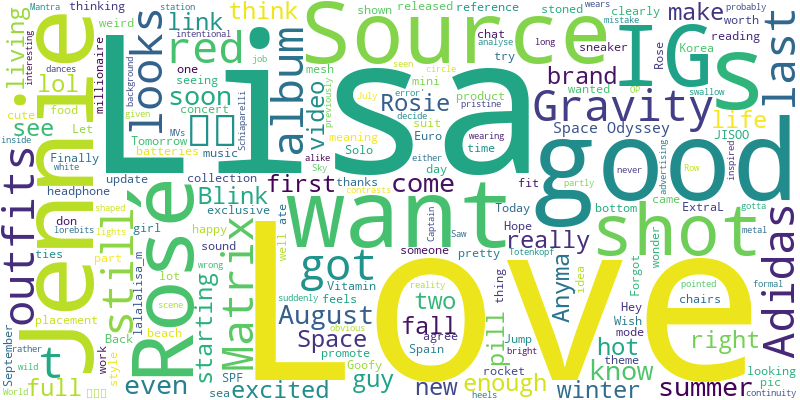 Lisa
Love
good
want
Source
Jennie
Rosé
IG
s
shot
Gravity
Adidas
Matrix
outfits
looks
album
red
still
got
last
t
August
Space
Rosie
Blink
first
come
really
link
make
think
soon
brand
life
video
living
lol
see
full
even
excited
guy
new
enough
winter
summer
know
hot
right
fall
two
pill
Anyma
starting
Space Odyssey
JISOO
Vitamin
feels
someone
agree
Spain
promote
Goofy
SPF
sea
beach
scene
lot
wrong
sound
happy
exclusive
collection
update
music
concert
Tomorrow
batteries
meaning
Solo
Euro
day
time
suit
mini
product
mesh
try
chat
reference
shown
released
stoned
clearly
worth
reading
sneaker
wanted
Korea
Rose
swallow
seen
circle
long
analyse
job
intentional
background
station
Mantra
thinking
weird
interesting
dances
millionaire
one
seeing
MVs
given
Schiaparelli
previously
July
error
decide
either
alike
Sky
thanks
wearing
pristine
mistake
wears
OP
probably
continuity
pic
looking
theme
mode
Hey
Wish
Forgot
wonder
bottom
came
ExtraL
gotta
metal
Row
advertising
inspired
never
partly
fit
Today
Hope
pretty
Saw
Captain
Totenkopf
thing
idea
Jump
bright
rocket
heels
chairs
pointed
formal
reality
contrasts
obvious
suddenly
well
ate
girl
lalalalisa_m
don
headphone
Finally
white
inside
cute
food
Let
shaped
lights
lorebits
ties
part
placement
Back
work
style
September
rather
wild
World